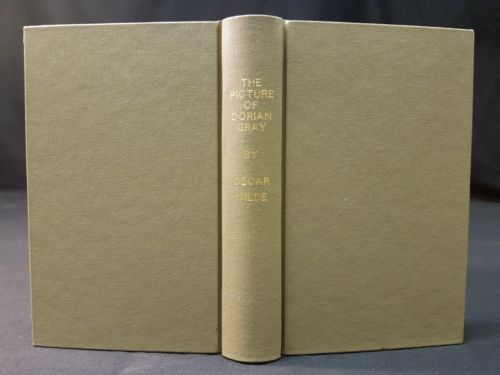 THE
PICTURE
OF
DORIAN
GRAY
BY
OSCAR
WILDE